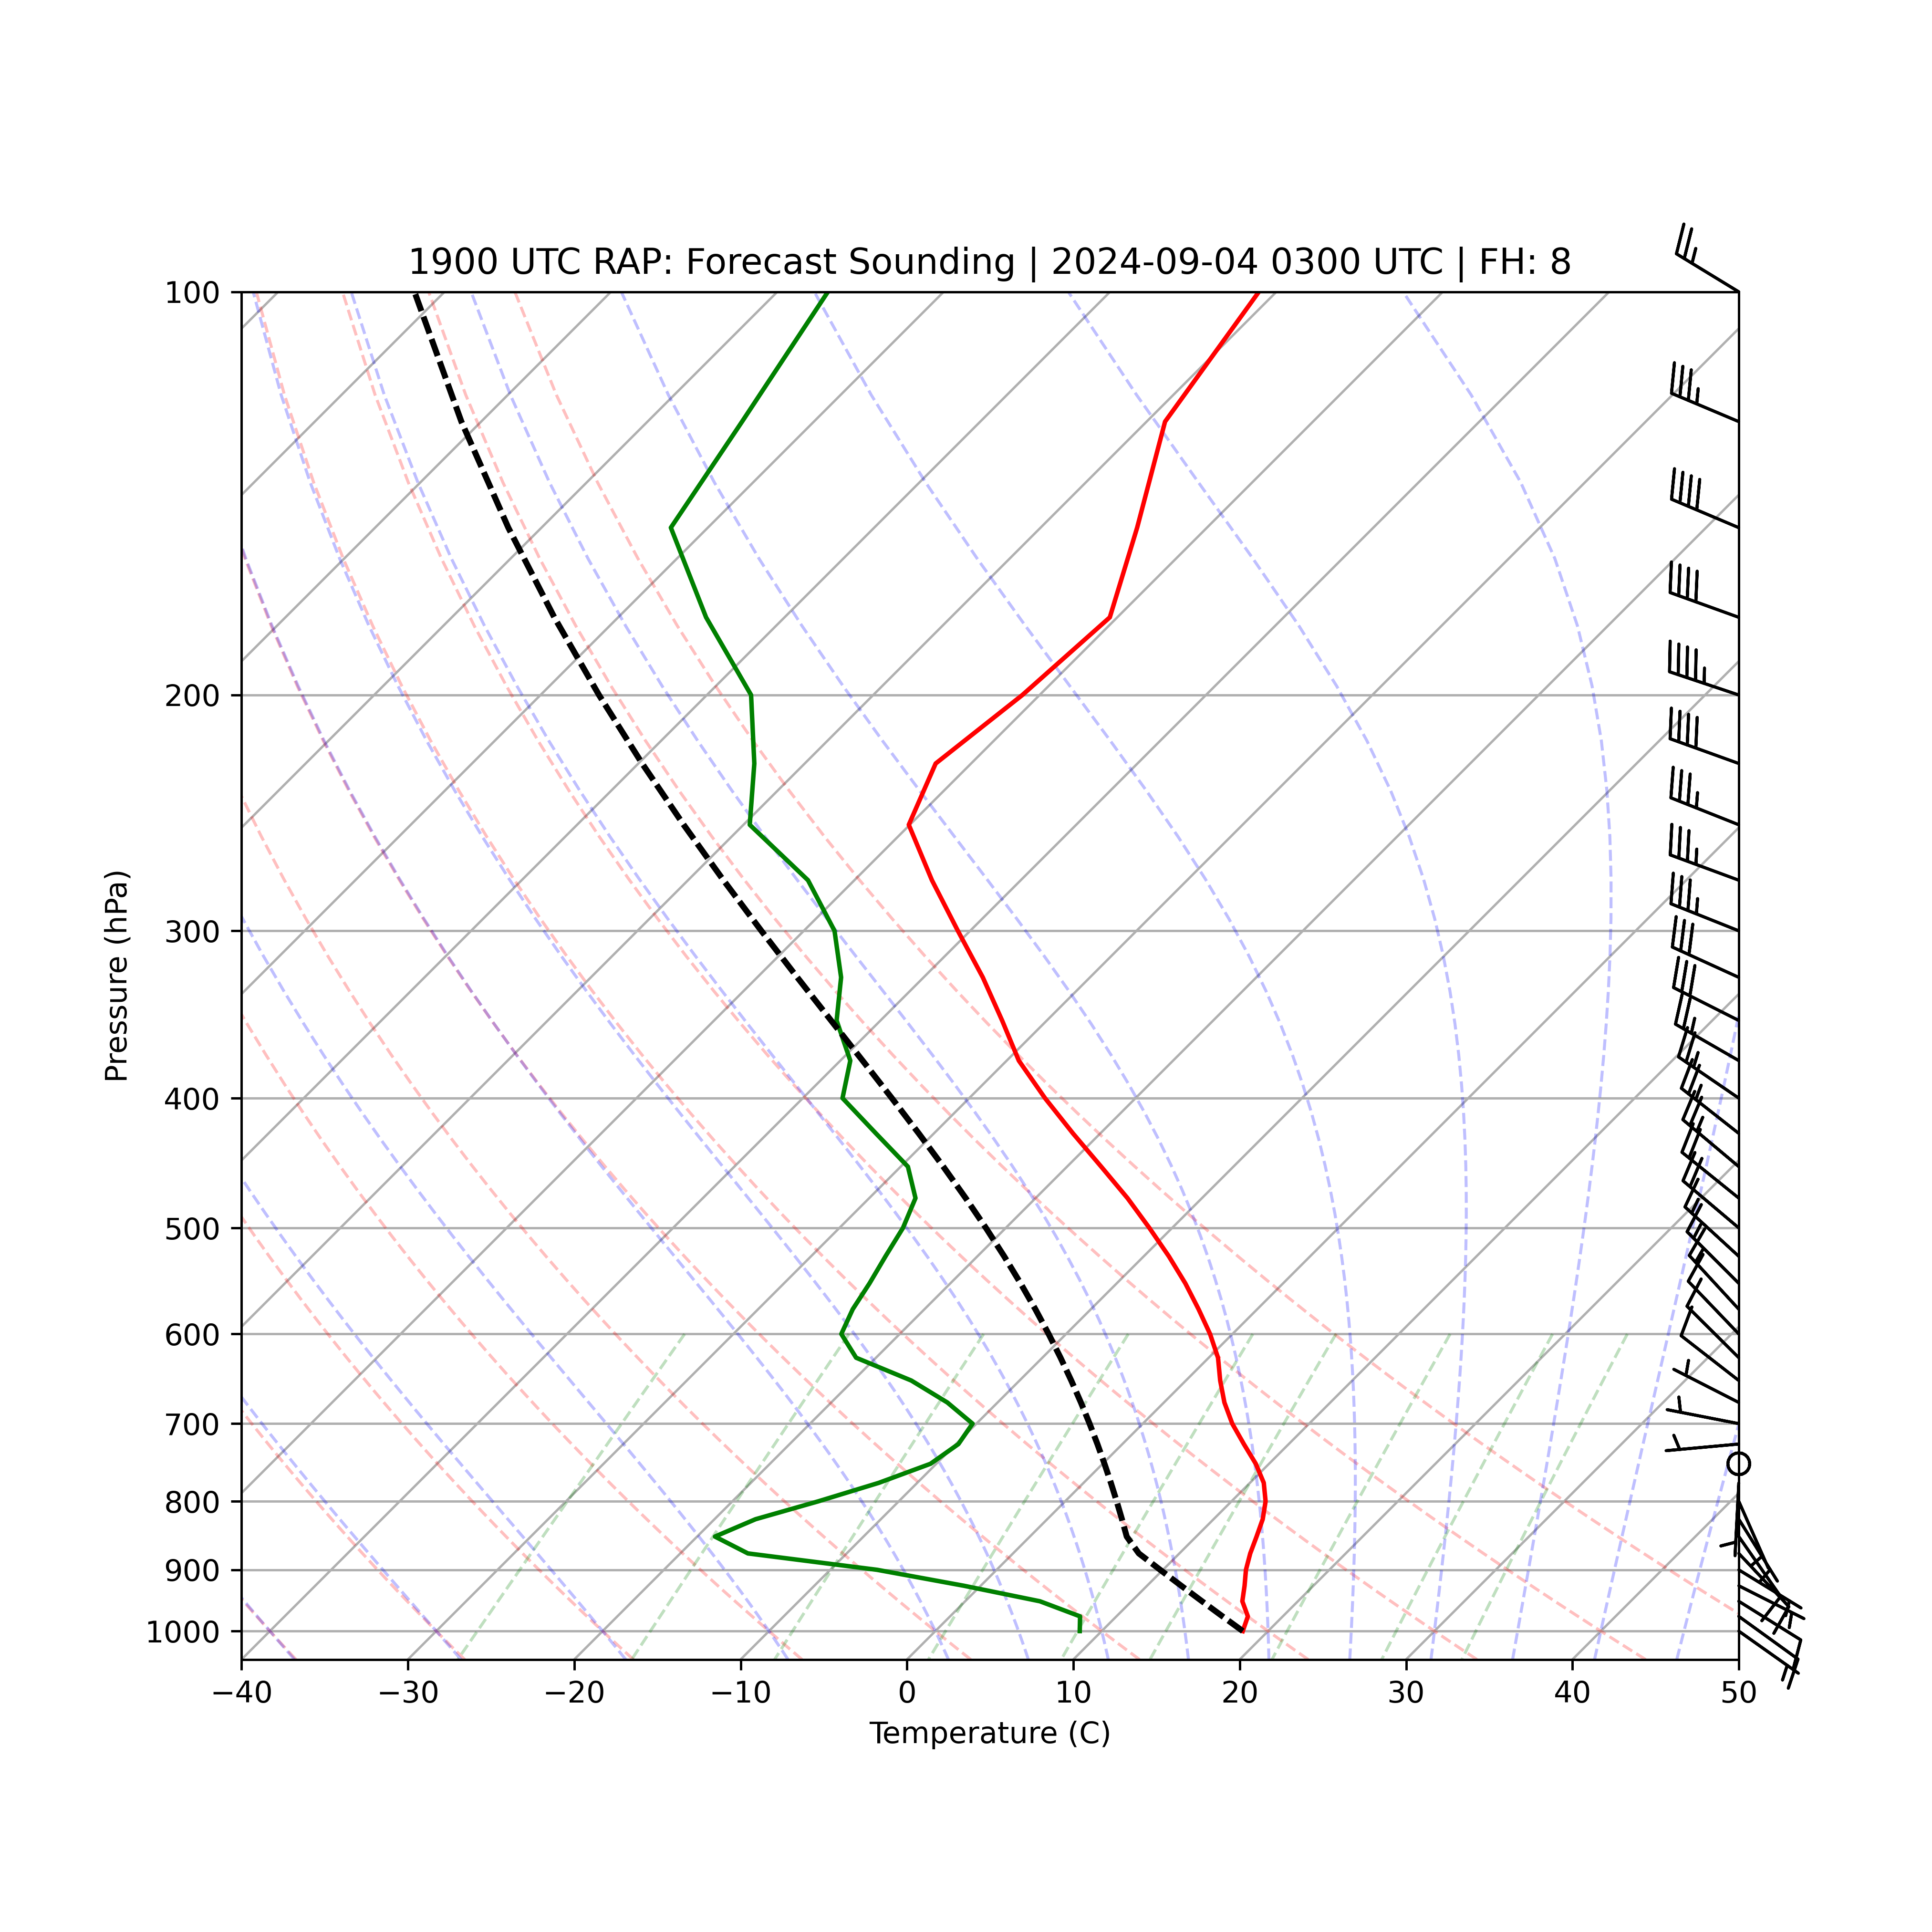 1900 UTC RAP: Forecast Sounding | 2024-09-04 0300 UTC | FH: 8
100
200
300
400
500
600
700
800
900
1000
Pressure (hPa)
−40 −30 −20 −10 0 10 20 30 40 50
Temperature (C)